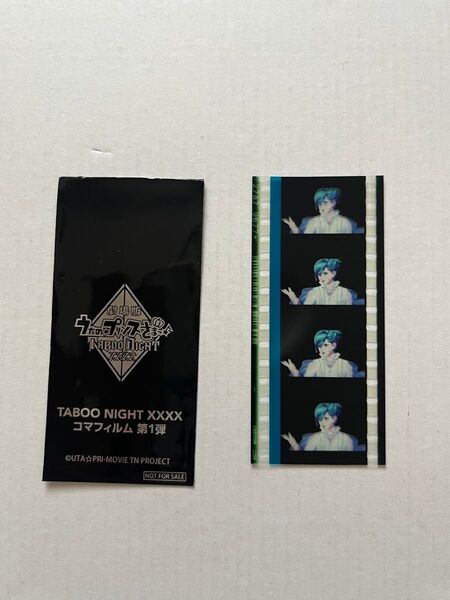 劇場版
うたの☆プリンスさまっ♪
TABOO NIGHT
XXXX
TABOO NIGHT XXXX
コマフィルム 第1弾
©UTA☆PRI-MOVIE TN PROJECT
NOT FOR SALE